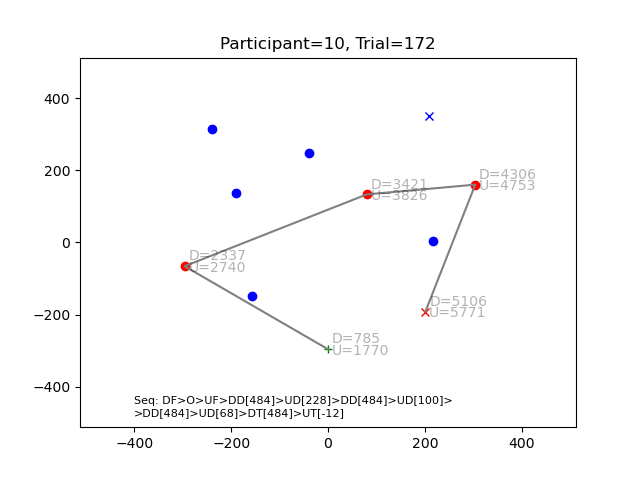 Participant=10, Trial=172
400
200
0
−200
−400
D=4306
U=4753
D=3421
U=3826
D=2337
U=2740
D=5106
U=5771
D=785
U=1770
Seq: DF>O>UF>DD[484]>UD[228]>DD[484]>UD[100]>
>DD[484]>UD[68]>DT[484]>UT[-12]
−400 −200 0 200 400